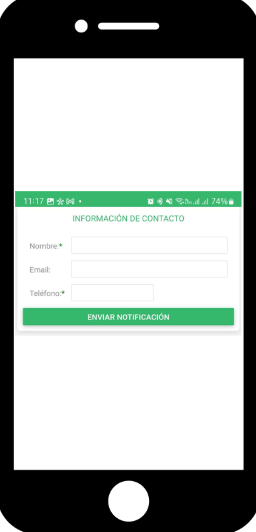 11:17 74%
INFORMACIÓN DE CONTACTO
Nombre:*
Email:
Teléfono:*
ENVIAR NOTIFICACIÓN